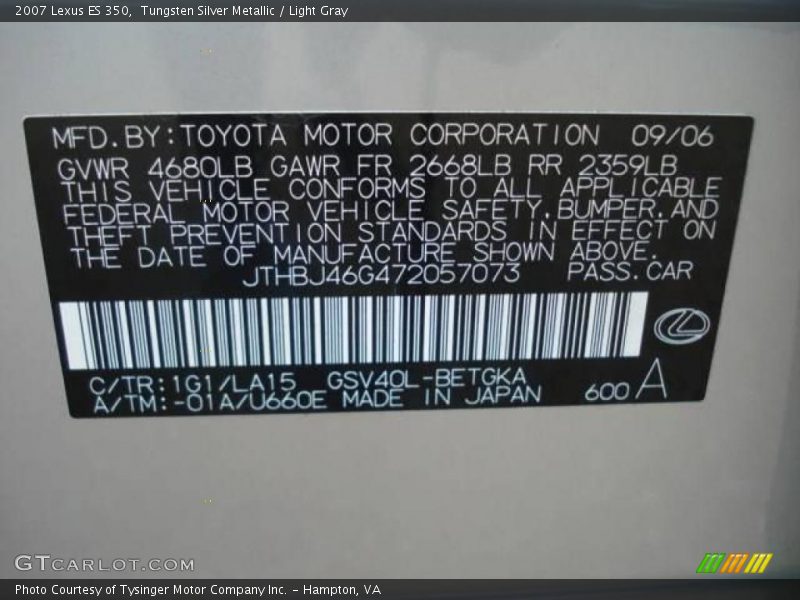 2007 Lexus ES 350, Tungsten Silver Metallic / Light Gray
MFD.BY:TOYOTA MOTOR CORPORATION 09/06
GVWR 4680LB GAWR FR 2668LB RR 2359LB
THIS VEHICLE CONFORMS TO ALL APPLICABLE
FEDERAL MOTOR VEHICLE SAFETY,BUMPER,AND
THEFT PREVENTION STANDARDS IN EFFECT ON
THE DATE OF MANUFACTURE SHOWN ABOVE.
JTHBJ46G472057073 PASS.CAR
C/TR:1G1/LA15 GSV40L-BETGKA
A/TM:-01A/U660E MADE IN JAPAN 600 A
GTCARLOT.COM
Photo Courtesy of Tysinger Motor Company Inc. - Hampton, VA